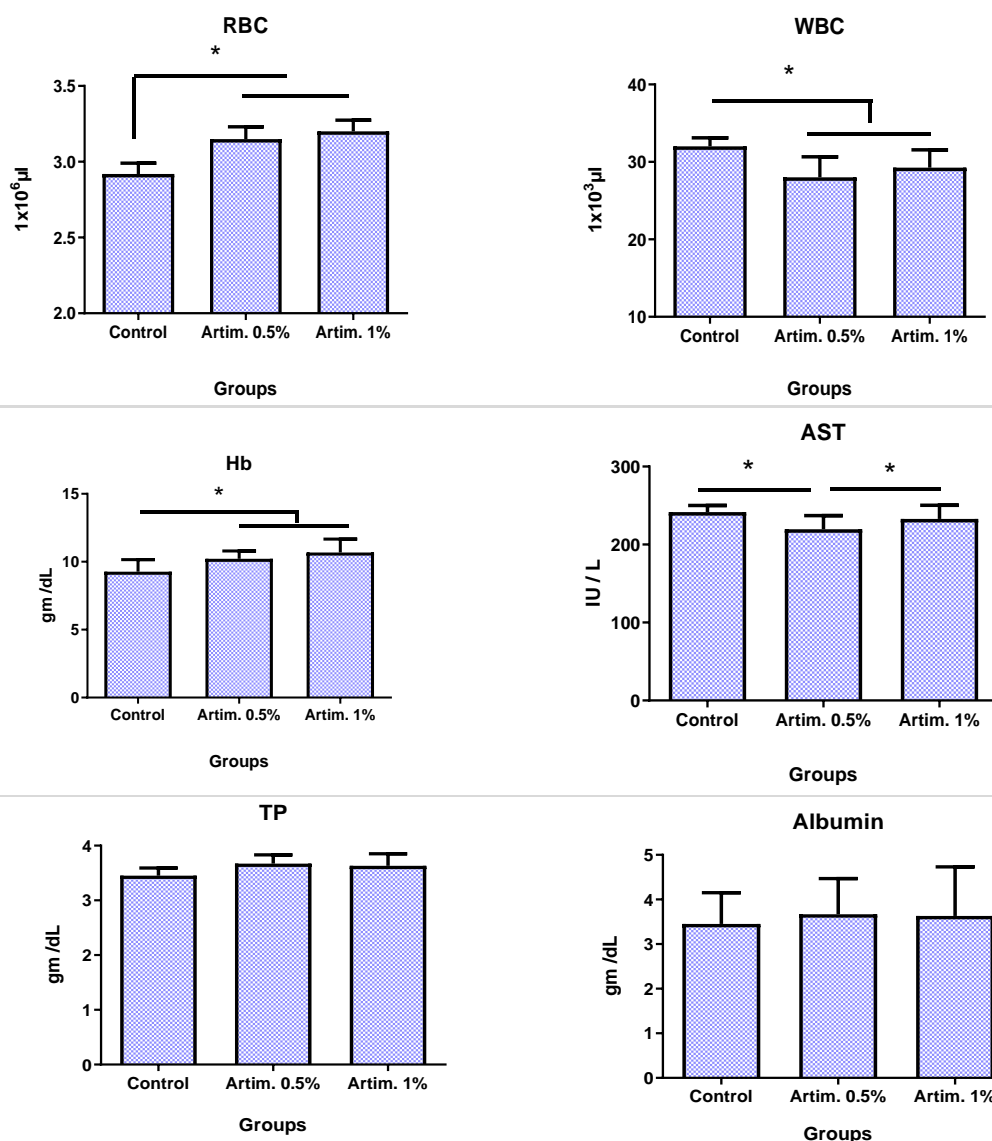 RBC
*
3.5
3.0
2.5
2.0
1x10⁶µl
Control Artim. 0.5% Artim. 1%
Groups
WBC
*
40
30
20
10
1x10³µl
Control Artim. 0.5% Artim. 1%
Groups
Hb
*
15
10
5
0
gm /dL
Control Artim. 0.5% Artim. 1%
Groups
AST
* *
300
200
100
0
IU / L
Control Artim. 0.5% Artim. 1%
Groups
TP
4
3
2
1
0
gm /dL
Control Artim. 0.5% Artim. 1%
Groups
Albumin
5
4
3
2
1
0
gm /dL
Control Artim. 0.5% Artim. 1%
Groups